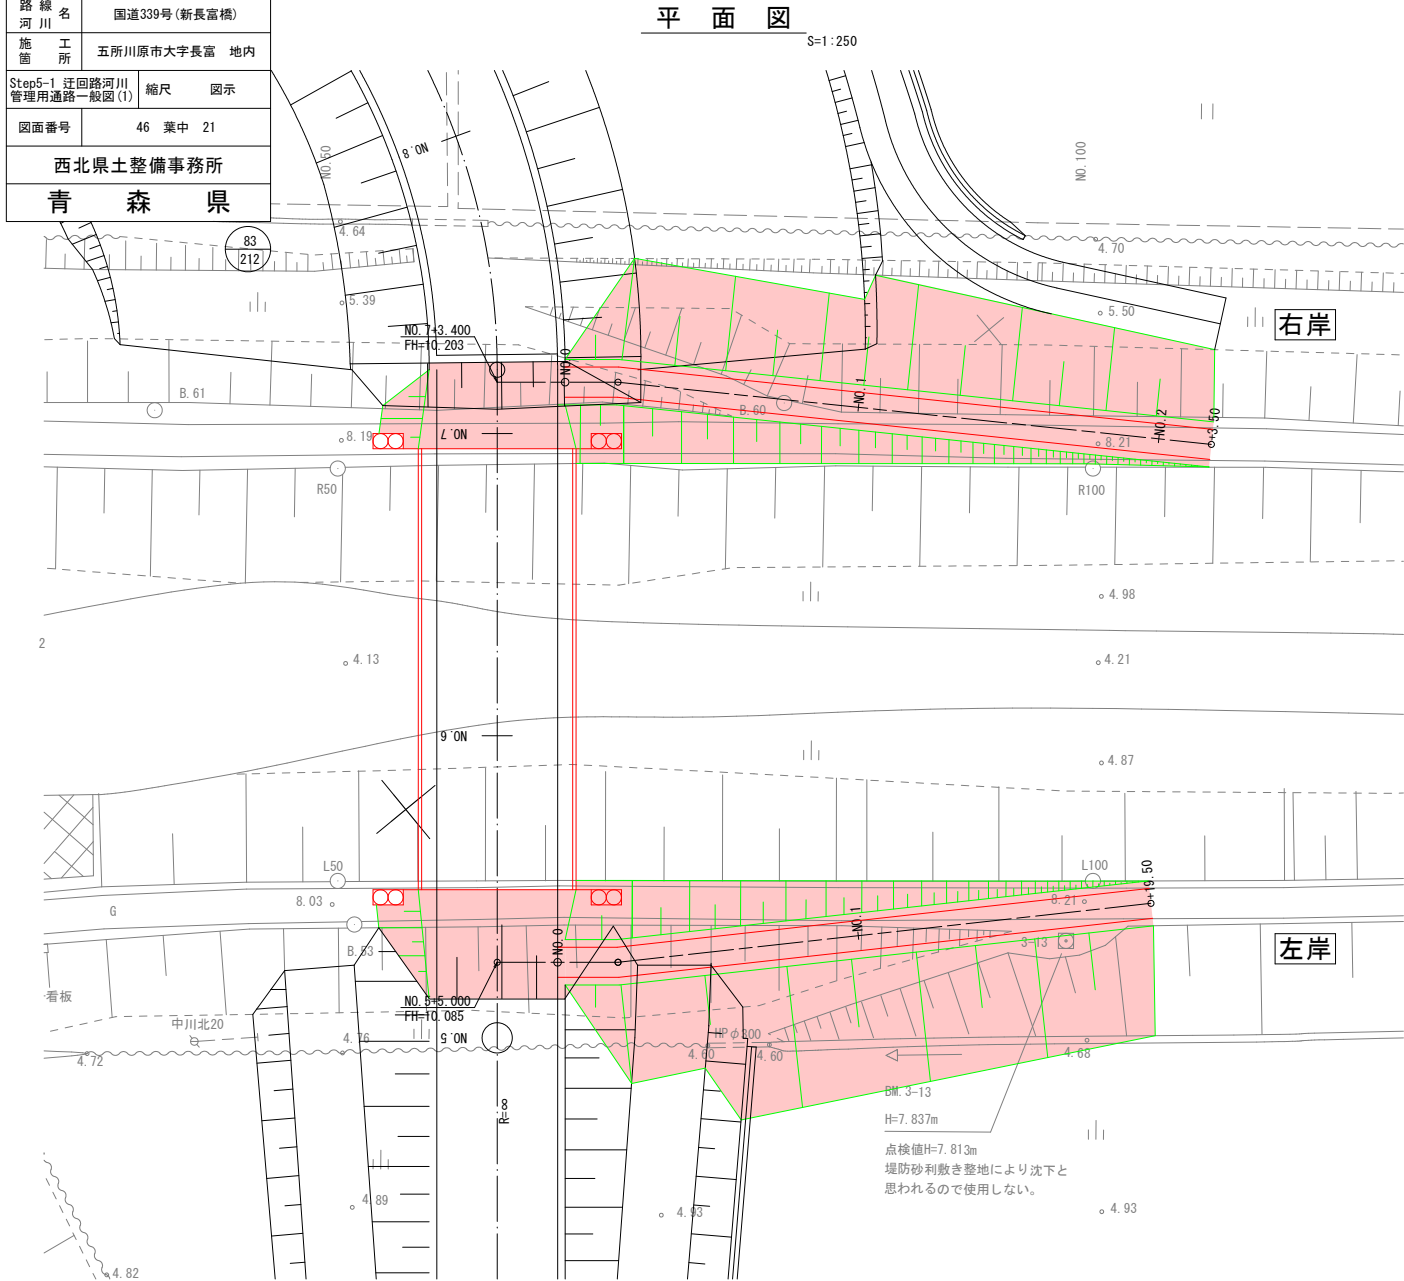 路線
河川 名
国道339号(新長富橋)
施工
箇所
五所川原市大字長富 地内
Step5-1 迂回路河川
管理用通路一般図(1)
縮尺 図示
図面番号
46 葉中 21
西北県土整備事務所
青森県
平面図
S=1:250
NO.50
NO.8
NO.100
4.64
83
212
4.70
5.39
5.50
右岸
NO.7+3.400
FH=10.203
NO.0
NO.1
NO.2
+3.50
B.61
B.60
8.19
NO.7
8.21
R50
R100
4.98
2
4.13
4.21
NO.6
4.87
L50
L100
+19.50
8.03
8.21
G
NO.1
B.53
NO.0
3-13
左岸
看板
NO.5+5.000
FH=10.085
中川北20
4.76
NO.5
HPφ300
4.72
4.60
4.60
4.68
BM.3-13
H=7.837m
R=∞
点検値H=7.813m
堤防砂利敷き整地により沈下と
思われるので使用しない。
4.89
4.93
4.93
4.82